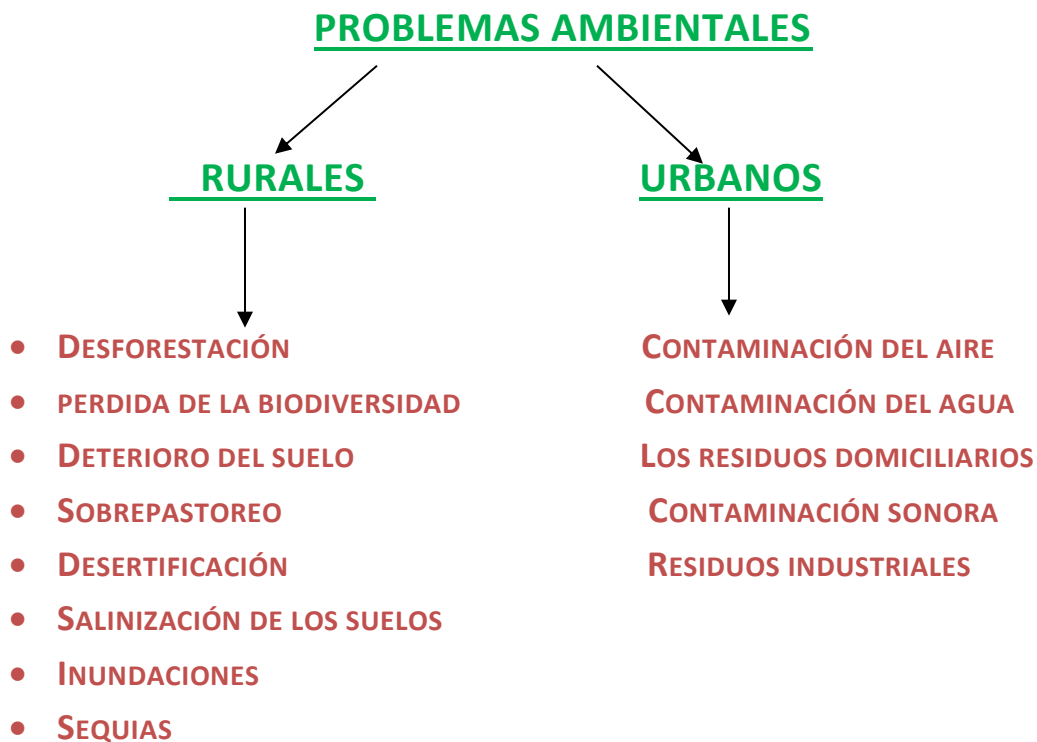 PROBLEMAS AMBIENTALES
RURALES
URBANOS
• DESFORESTACIÓN
• PERDIDA DE LA BIODIVERSIDAD
• DETERIORO DEL SUELO
• SOBREPASTOREO
• DESERTIFICACIÓN
• SALINIZACIÓN DE LOS SUELOS
• INUNDACIONES
• SEQUIAS
CONTAMINACIÓN DEL AIRE
CONTAMINACIÓN DEL AGUA
LOS RESIDUOS DOMICILIARIOS
CONTAMINACIÓN SONORA
RESIDUOS INDUSTRIALES